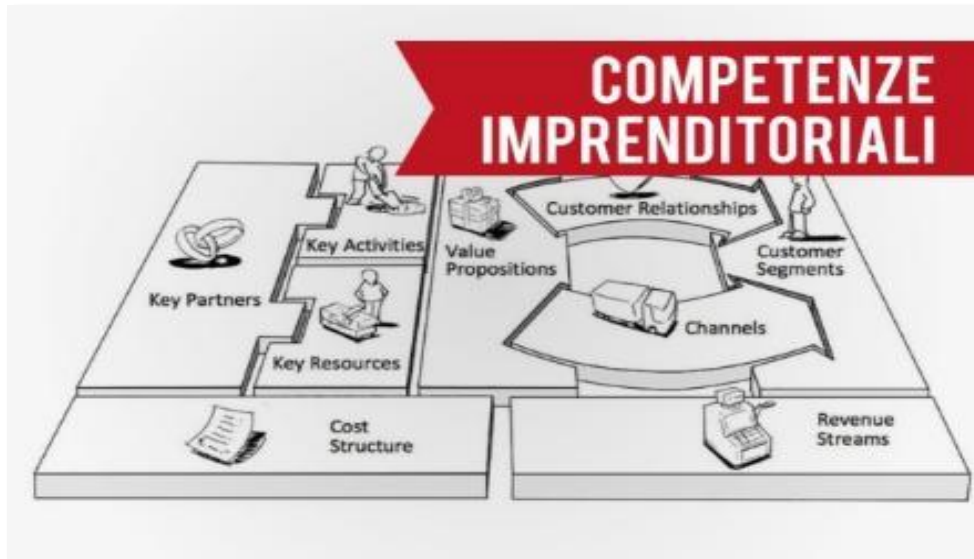 COMPETENZE
IMPRENDITORIALI
Customer Relationships
Key Activities
Value
Propositions
Customer
Segments
Key Partners
Channels
Key Resources
Cost
Structure
Revenue
Streams